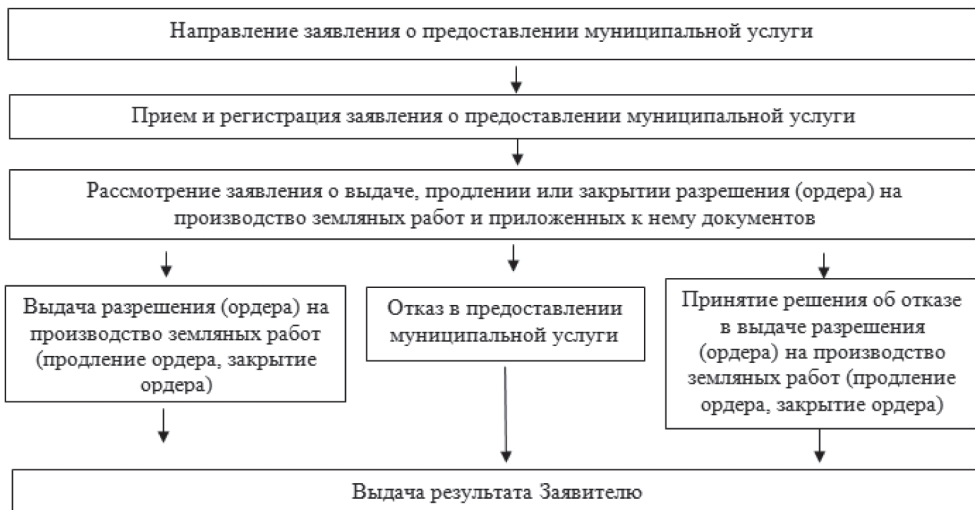 Направление заявления о предоставлении муниципальной услуги
Прием и регистрация заявления о предоставлении муниципальной услуги
Рассмотрение заявления о выдаче, продлении или закрытии разрешения (ордера) на
производство земляных работ и приложенных к нему документов
Выдача разрешения (ордера) на
производство земляных работ
(продление ордера, закрытие
ордера)
Отказ в предоставлении
муниципальной услуги
Принятие решения об отказе
в выдаче разрешения
(ордера) на производство
земляных работ (продление
ордера, закрытие ордера)
Выдача результата Заявителю